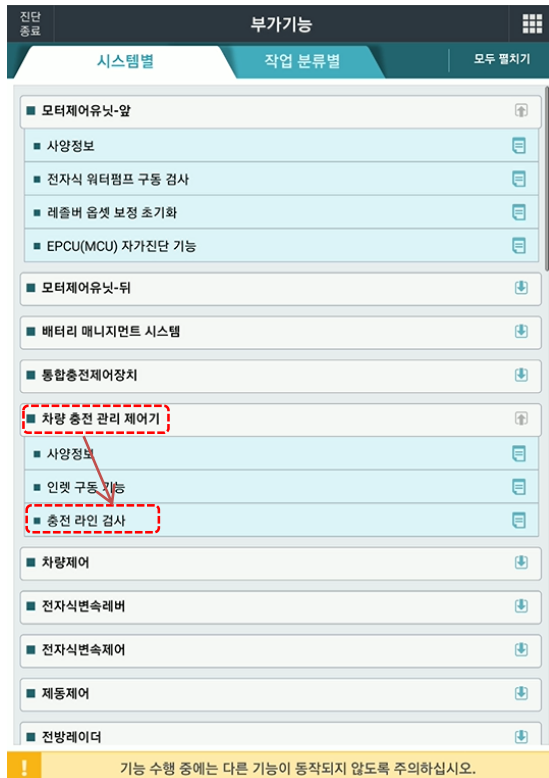 진단
종료
부가기능
시스템별
작업 분류별
모두 펼치기
모터제어유닛-앞
사양정보
전자식 워터펌프 구동 검사
레졸버 옵셋 보정 초기화
EPCU(MCU) 자가진단 기능
모터제어유닛-뒤
배터리 매니지먼트 시스템
통합충전제어장치
차량 충전 관리 제어기
사양정보
인렛 구동 기능
충전 라인 검사
차량제어
전자식변속레버
전자식변속제어
제동제어
전방레이더
기능 수행 중에는 다른 기능이 동작되지 않도록 주의하십시오.